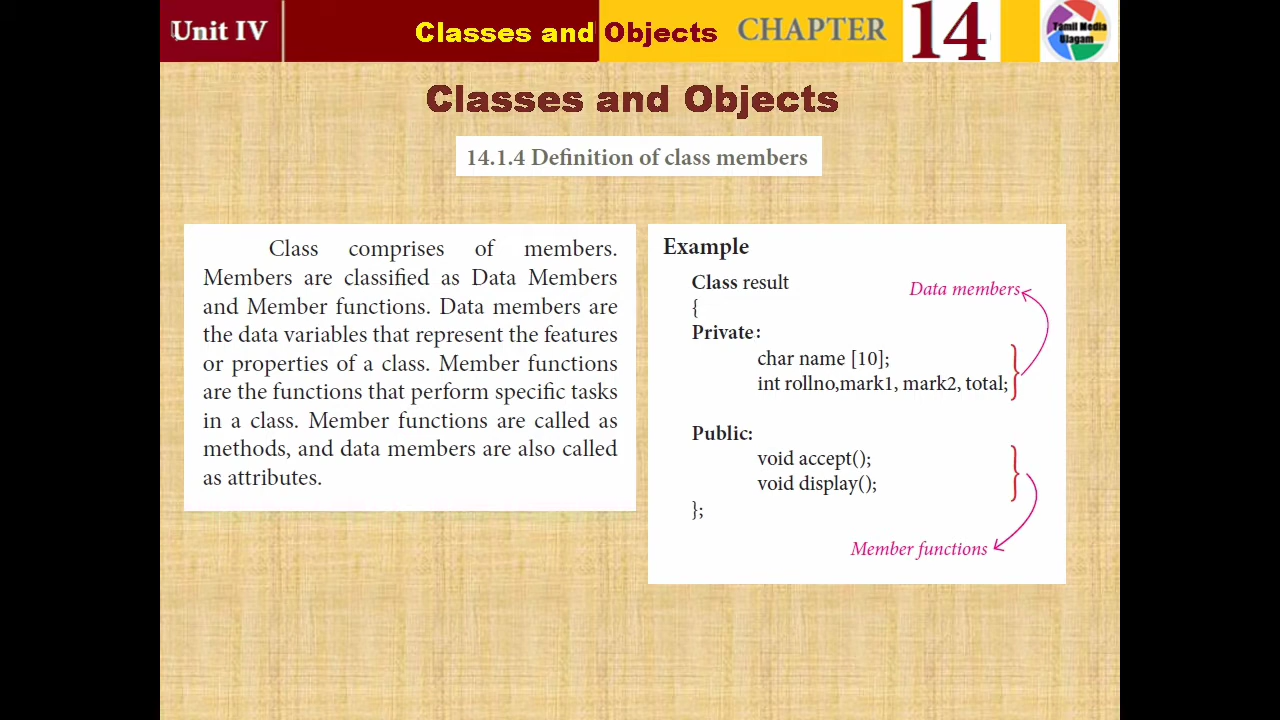 Unit IV
Classes and Objects
CHAPTER
14
Tamil Media
Ulagam
Classes and Objects
14.1.4 Definition of class members
Class comprises of members.
Members are classified as Data Members
and Member functions. Data members are
the data variables that represent the features
or properties of a class. Member functions
are the functions that perform specific tasks
in a class. Member functions are called as
methods, and data members are also called
as attributes.
Example
Class result
Data members
{
Private:
char name [10];
int rollno,mark1, mark2, total;
Public:
void accept();
void display();
};
Member functions